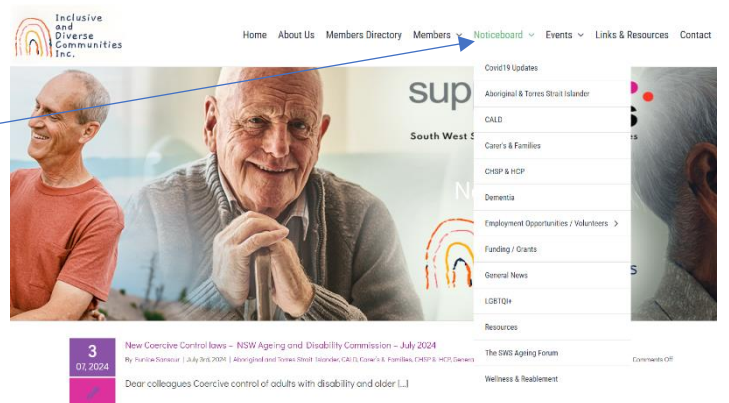 Inclusive
and
Diverse
Communities
Inc.
Home About Us Members Directory Members Noticeboard Events Links & Resources Contact
sup
South West S
N
Covid19 Updates
Aboriginal & Torres Strait Islander
CALD
Carer's & Families
CHSP & HCP
Dementia
Employment Opportunities / Volunteers
Funding / Grants
General News
LGBTQI+
Resources
The SWS Ageing Forum
Wellness & Reablement
3
07, 2024
New Coercive Control laws – NSW Ageing and Disability Commission – July 2024
By Eunice Sansour | July 3rd, 2024 | Aboriginal and Torres Strait Islander, CALD, Carer's & Families, CHSP & HCP, Genera
Comments Off
Dear colleagues Coercive control of adults with disability and older [...]